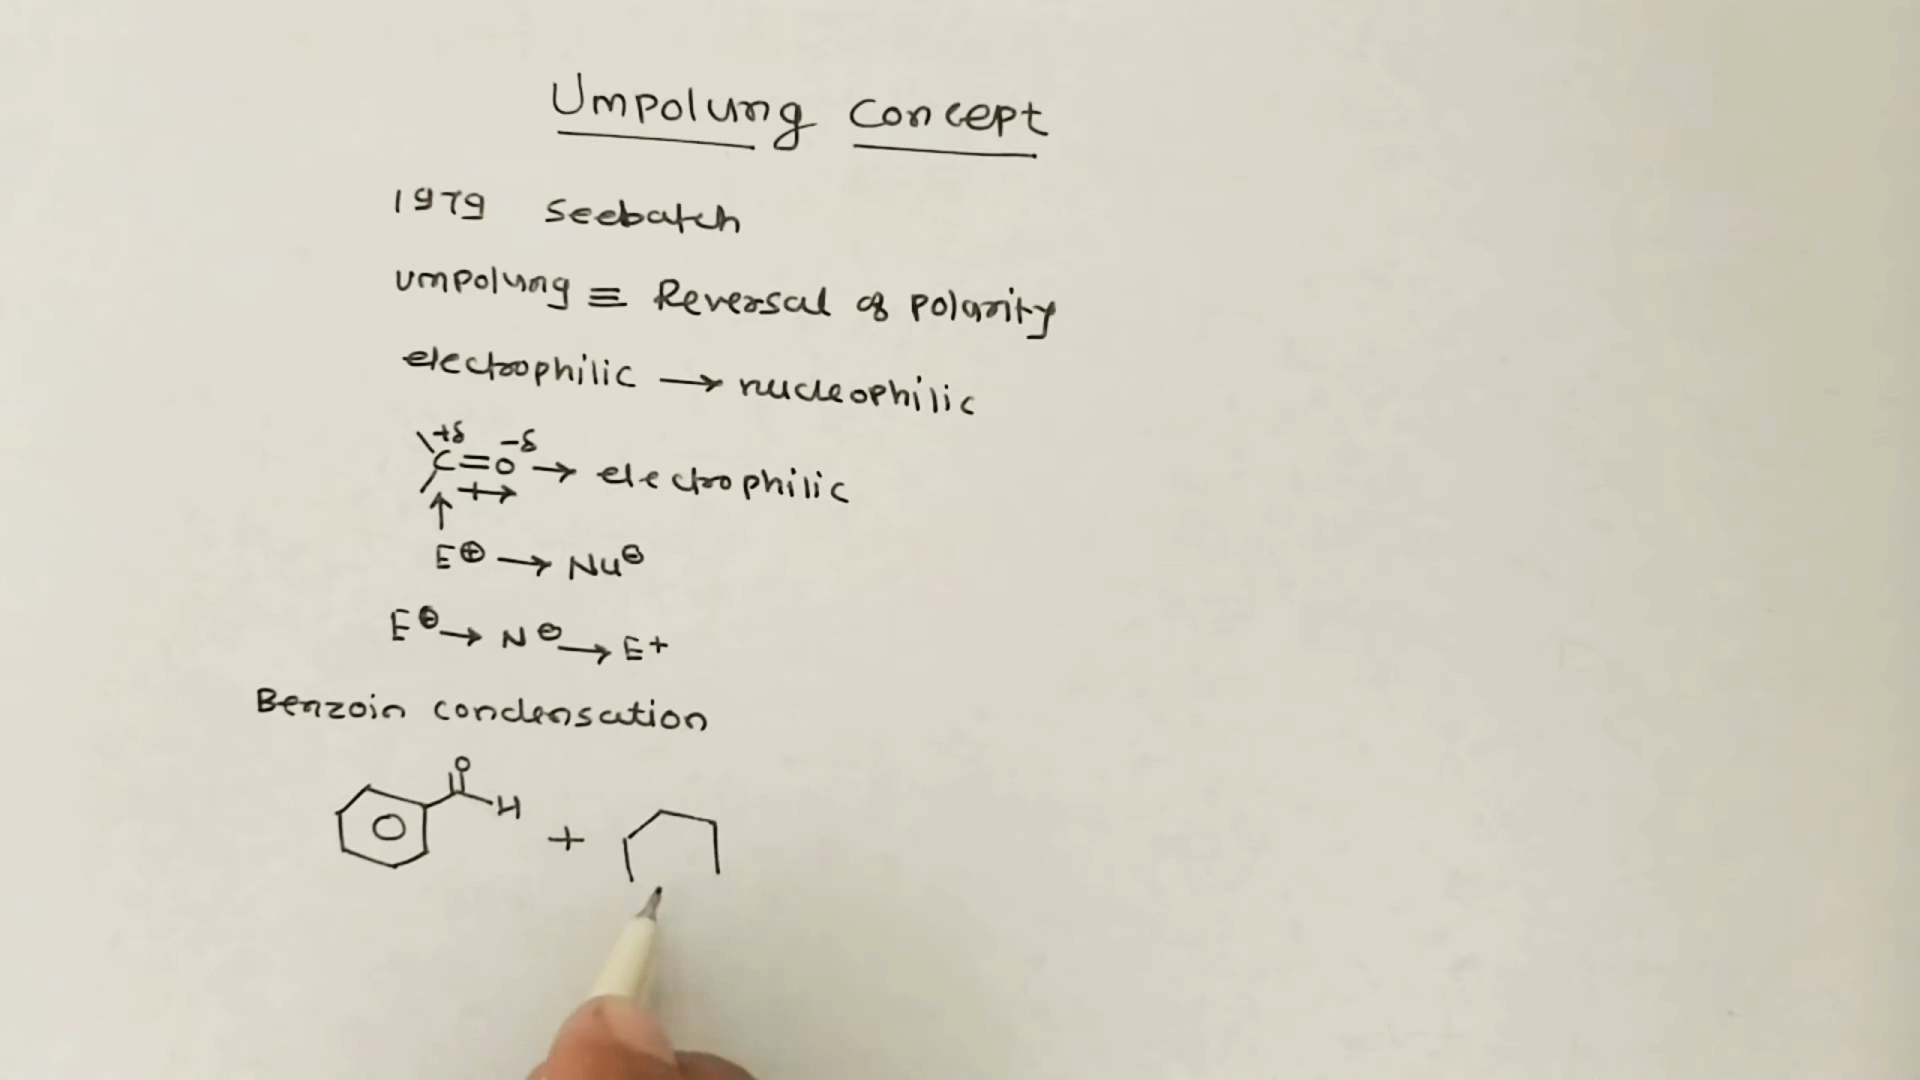 Umpolung Concept
1979 Seebatch
Umpolung ≡ Reversal of Polarity
electrophilic → nucleophilic
+δ -δ
C=O → electrophilic
↑
E⊕ → Nu⊖
E⊕ → N⊖ → E+
Benzoin condensation
O
H
+